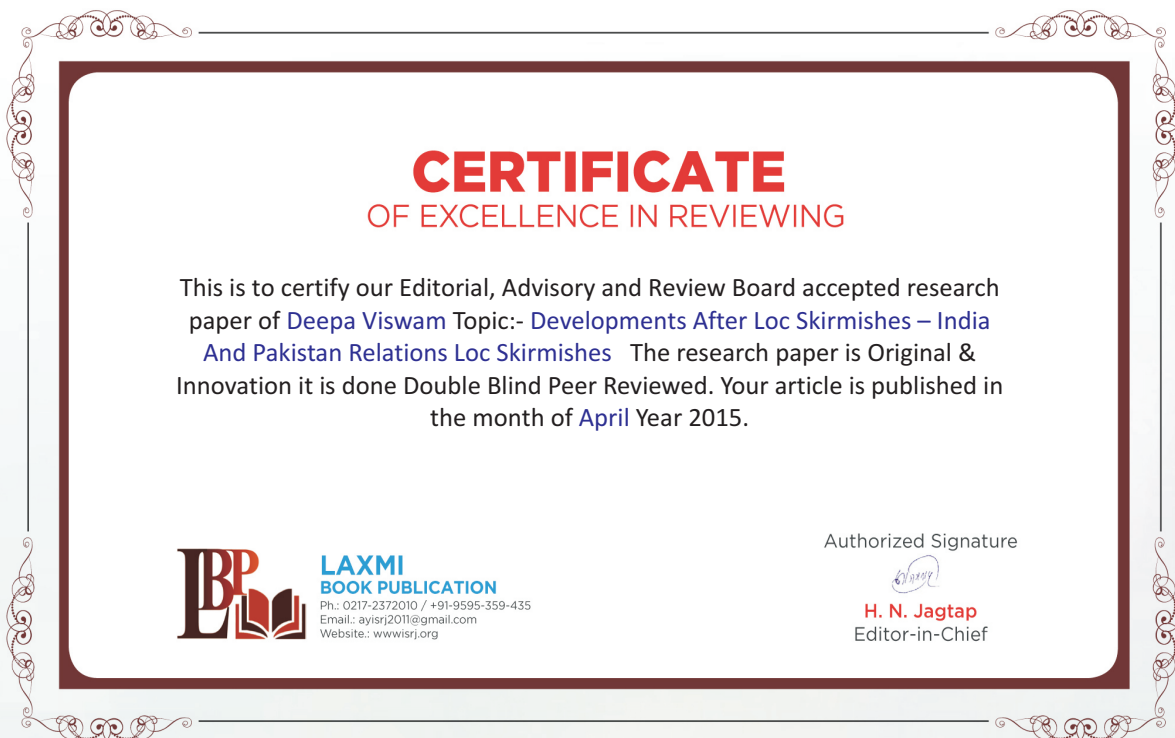 CERTIFICATE
OF EXCELLENCE IN REVIEWING
This is to certify our Editorial, Advisory and Review Board accepted research
paper of Deepa Viswam Topic:- Developments After Loc Skirmishes – India
And Pakistan Relations Loc Skirmishes The research paper is Original &
Innovation it is done Double Blind Peer Reviewed. Your article is published in
the month of April Year 2015.
LBP
LAXMI
BOOK PUBLICATION
Ph.: 0217-2372010 / +91-9595-359-435
Email.: ayisrj2011@gmail.com
Website.: wwwisrj.org
Authorized Signature
H. N. Jagtap
Editor-in-Chief